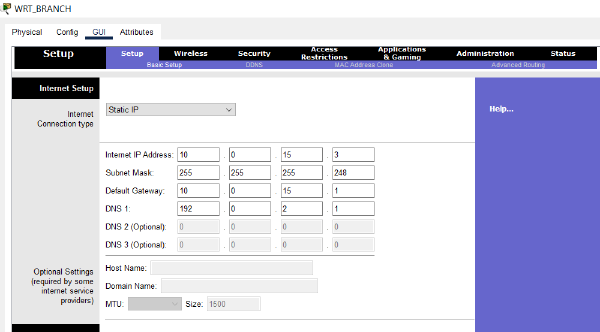 WRT_BRANCH
Physical Config GUI Attributes
Setup Setup Wireless Security Access Restrictions Applications & Gaming Administration Status
Basic Setup DDNS MAC Address Clone Advanced Routing
Internet Setup
Internet Connection type Static IP
Help...
Internet IP Address: 10 . 0 . 15 . 3
Subnet Mask: 255 . 255 . 255 . 248
Default Gateway: 10 . 0 . 15 . 1
DNS 1: 192 . 0 . 2 . 1
DNS 2 (Optional): 0 . 0 . 0 . 0
DNS 3 (Optional): 0 . 0 . 0 . 0
Optional Settings (required by some internet service providers)
Host Name:
Domain Name:
MTU: Size: 1500